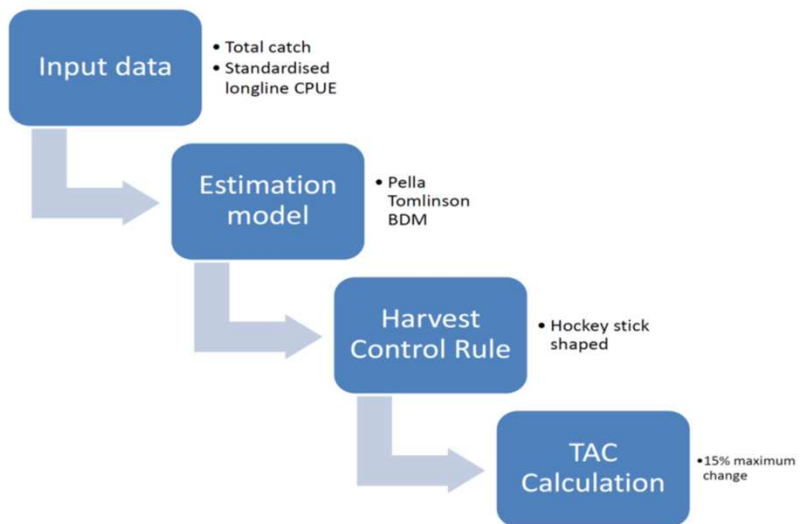 Input data
• Total catch
• Standardised
longline CPUE
Estimation
model
• Pella
Tomlinson
BDM
Harvest
Control Rule
• Hockey stick
shaped
TAC
Calculation
•15% maximum
change